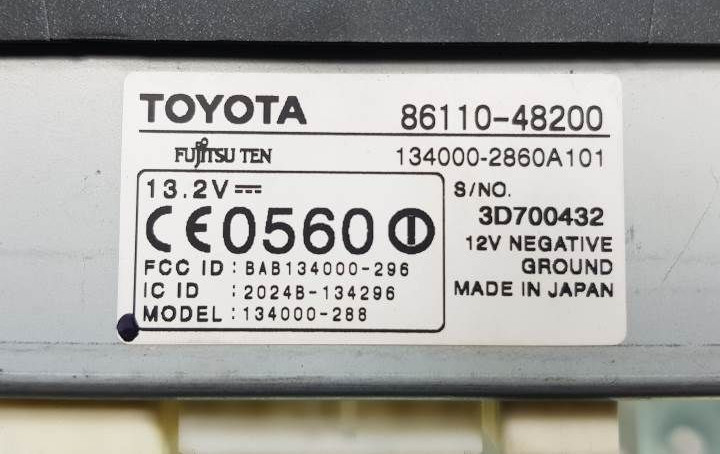 TOYOTA 86110-48200
FUJITSU TEN 134000-2860A101
13.2V⎓
CE0560
FCC ID : BAB134000-296
IC ID : 2024B-134296
MODEL : 134000-288
S/NO.
3D700432
12V NEGATIVE
GROUND
MADE IN JAPAN